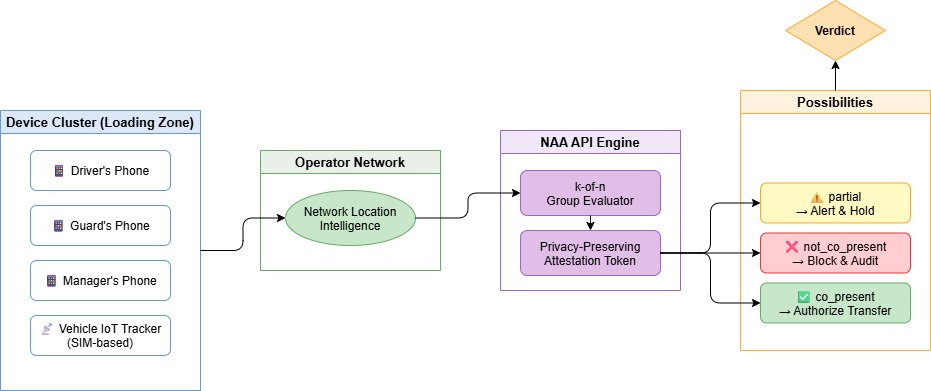 Verdict
Device Cluster (Loading Zone)
Driver's Phone
Guard's Phone
Manager's Phone
Vehicle IoT Tracker
(SIM-based)
Operator Network
Network Location
Intelligence
NAA API Engine
k-of-n
Group Evaluator
Privacy-Preserving
Attestation Token
Possibilities
⚠️ partial
→ Alert & Hold
❌ not_co_present
→ Block & Audit
✅ co_present
→ Authorize Transfer